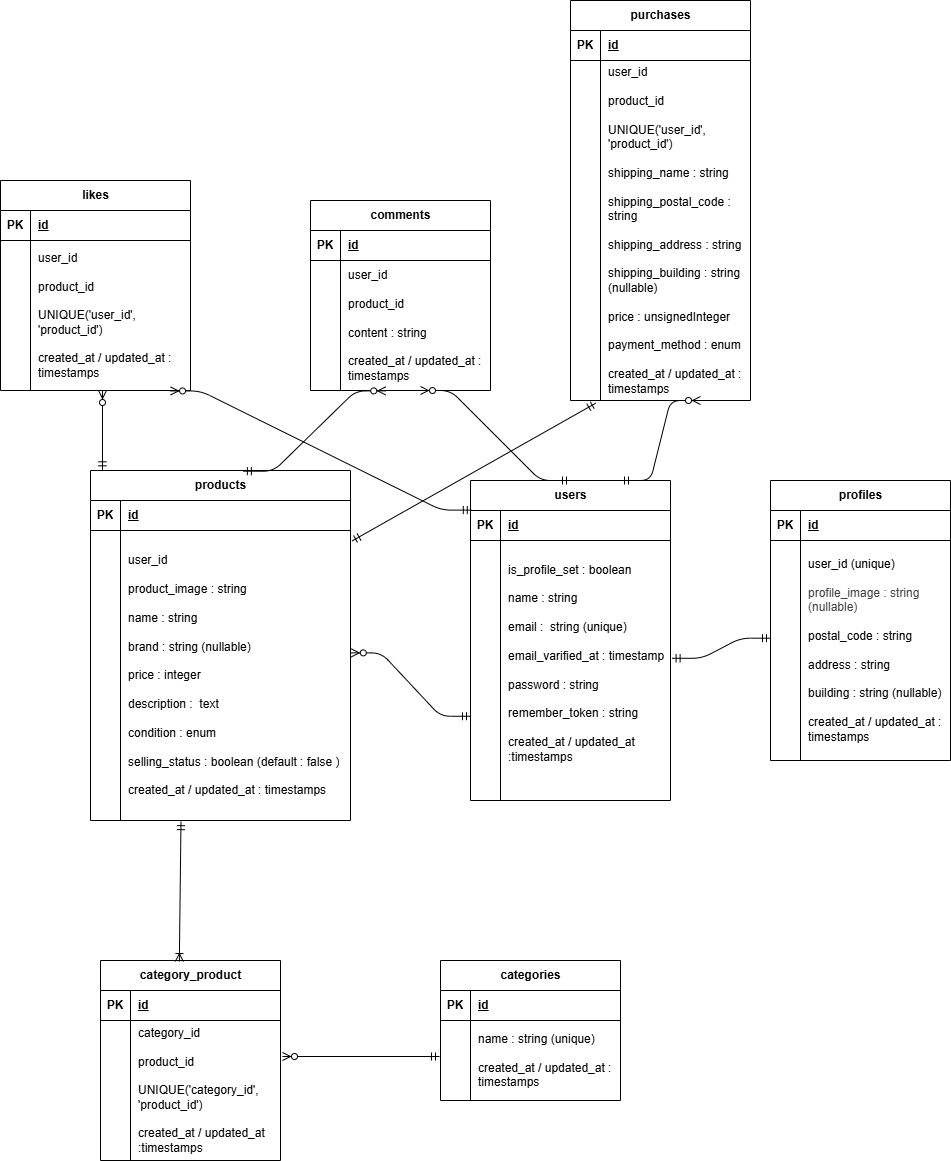 purchases
PK
id
user_id
product_id
UNIQUE('user_id',
'product_id')
shipping_name : string
shipping_postal_code :
string
shipping_address : string
shipping_building : string
(nullable)
price : unsignedInteger
payment_method : enum
created_at / updated_at :
timestamps
likes
PK
id
user_id
product_id
UNIQUE('user_id',
'product_id')
created_at / updated_at :
timestamps
comments
PK
id
user_id
product_id
content : string
created_at / updated_at :
timestamps
products
PK
id
user_id
product_image : string
name : string
brand : string (nullable)
price : integer
description :  text
condition : enum
selling_status : boolean (default : false )
created_at / updated_at : timestamps
users
PK
id
is_profile_set : boolean
name : string
email :  string (unique)
email_varified_at : timestamp
password : string
remember_token : string
created_at / updated_at
:timestamps
profiles
PK
id
user_id (unique)
profile_image : string
(nullable)
postal_code : string
address : string
building : string (nullable)
created_at / updated_at :
timestamps
category_product
PK
id
category_id
product_id
UNIQUE('category_id',
'product_id')
created_at / updated_at
:timestamps
categories
PK
id
name : string (unique)
created_at / updated_at :
timestamps